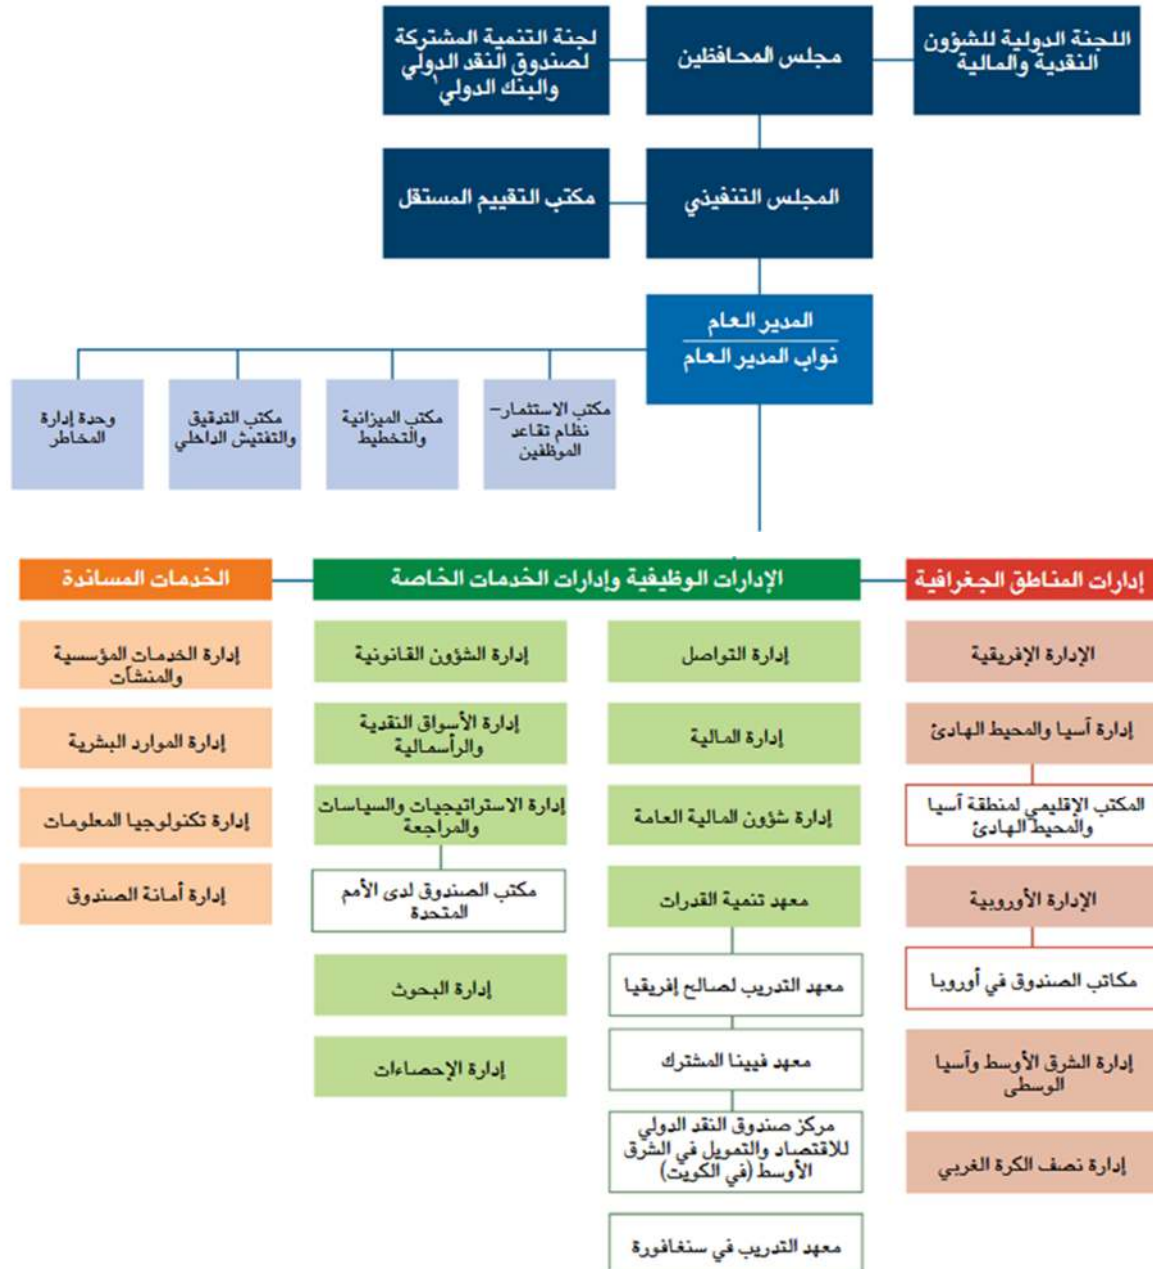 اللجنة الدولية للشؤون
النقدية والمالية
مجلس المحافظين
لجنة التنمية المشتركة
لصندوق النقد الدولي
والبنك الدولي¹
المجلس التنفيذي
مكتب التقييم المستقل
المدير العام
نواب المدير العام
مكتب الاستثمار–
نظام تقاعد
الموظفين
مكتب الميزانية
والتخطيط
مكتب التدقيق
والتفتيش الداخلي
وحدة إدارة
المخاطر
إدارات المناطق الجغرافية
الإدارة الإفريقية
إدارة آسيا والمحيط الهادئ
المكتب الإقليمي لمنطقة آسيا
والمحيط الهادئ
الإدارة الأوروبية
مكاتب الصندوق في أوروبا
إدارة الشرق الأوسط وآسيا
الوسطى
إدارة نصف الكرة الغربي
الإدارات الوظيفية وإدارات الخدمات الخاصة
إدارة التواصل
إدارة المالية
إدارة شؤون المالية العامة
معهد تنمية القدرات
معهد التدريب لصالح إفريقيا
معهد فيينا المشترك
مركز صندوق النقد الدولي
للاقتصاد والتمويل في الشرق
الأوسط (في الكويت)
معهد التدريب في سنغافورة
إدارة الشؤون القانونية
إدارة الأسواق النقدية
والرأسمالية
إدارة الاستراتيجيات والسياسات
والمراجعة
مكتب الصندوق لدى الأمم
المتحدة
إدارة البحوث
إدارة الإحصاءات
الخدمات المساندة
إدارة الخدمات المؤسسية
والمنشآت
إدارة الموارد البشرية
إدارة تكنولوجيا المعلومات
إدارة أمانة الصندوق